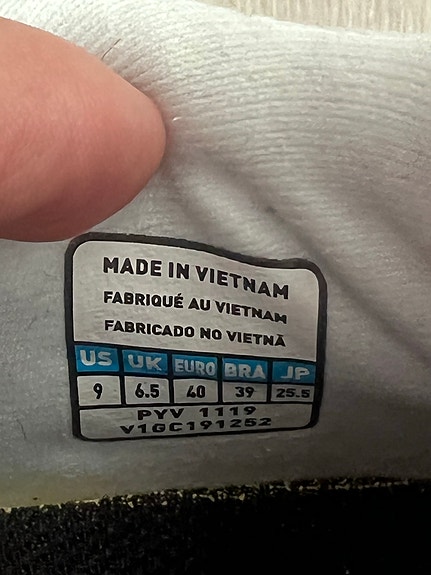 MADE IN VIETNAM
FABRIQUÉ AU VIETNAM
FABRICADO NO VIETNÃ
US UK EURO BRA JP
9 6.5 40 39 25.5
PYV 1119
V1GC191252